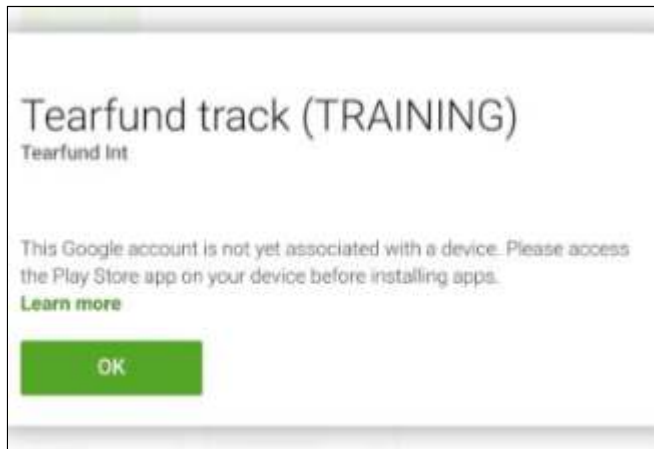 Tearfund track (TRAINING)
Tearfund Int
This Google account is not yet associated with a device. Please access
the Play Store app on your device before installing apps.
Learn more
OK